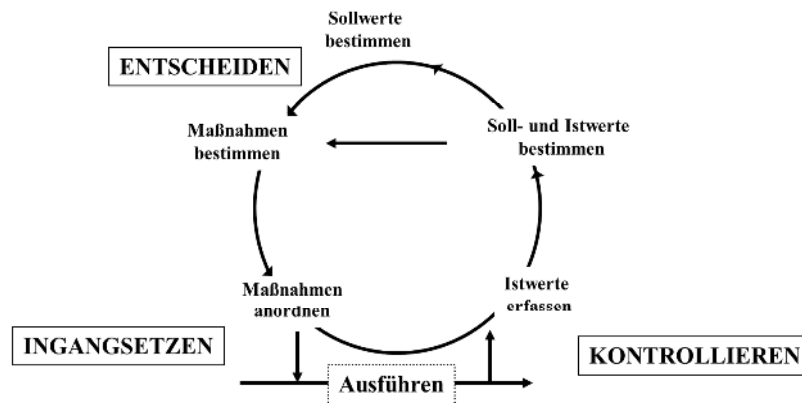 Sollwerte
bestimmen
ENTSCHEIDEN
Maßnahmen
bestimmen
Soll- und Istwerte
bestimmen
Maßnahmen
anordnen
Istwerte
erfassen
INGANGSETZEN
Ausführen
KONTROLLIEREN